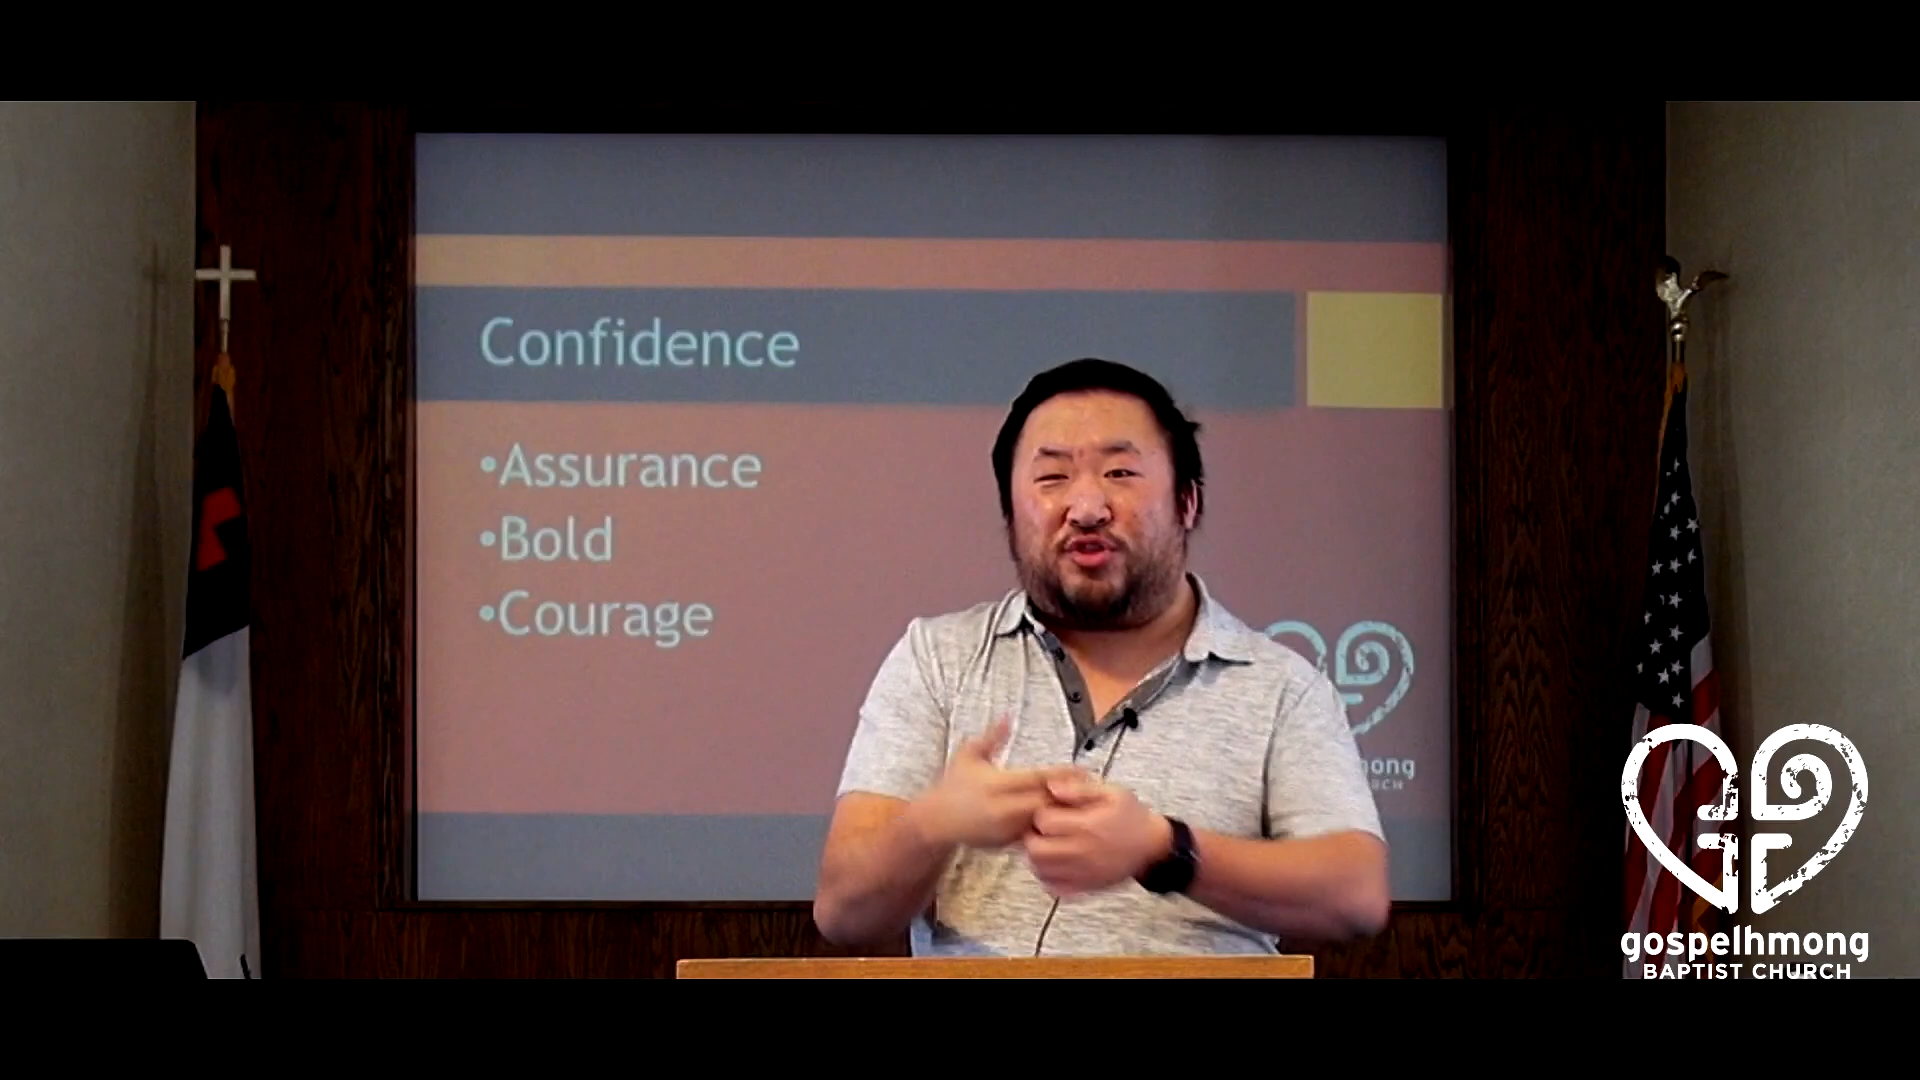 Confidence
•Assurance
•Bold
•Courage
gospelhmong
BAPTIST CHURCH